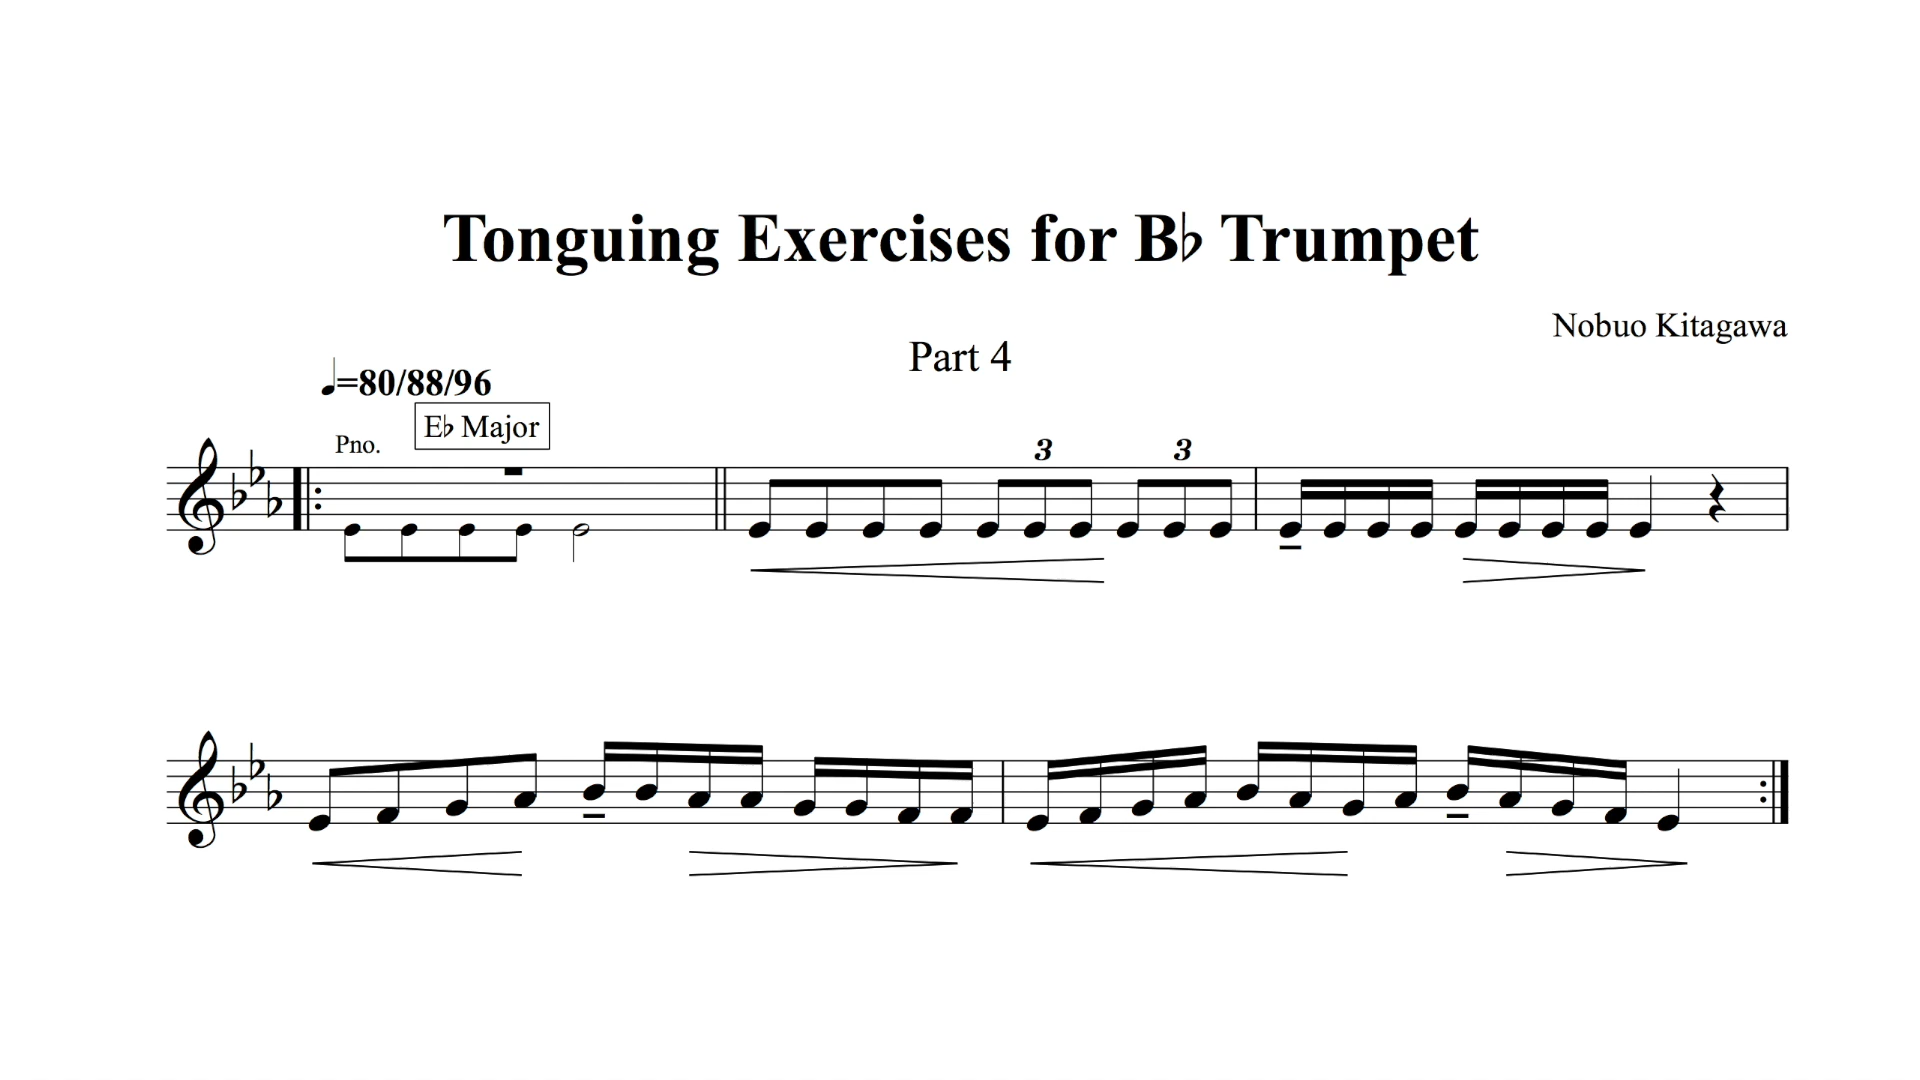 Tonguing Exercises for B♭ Trumpet
Nobuo Kitagawa
Part 4
♩=80/88/96
E♭ Major
Pno.
3 3